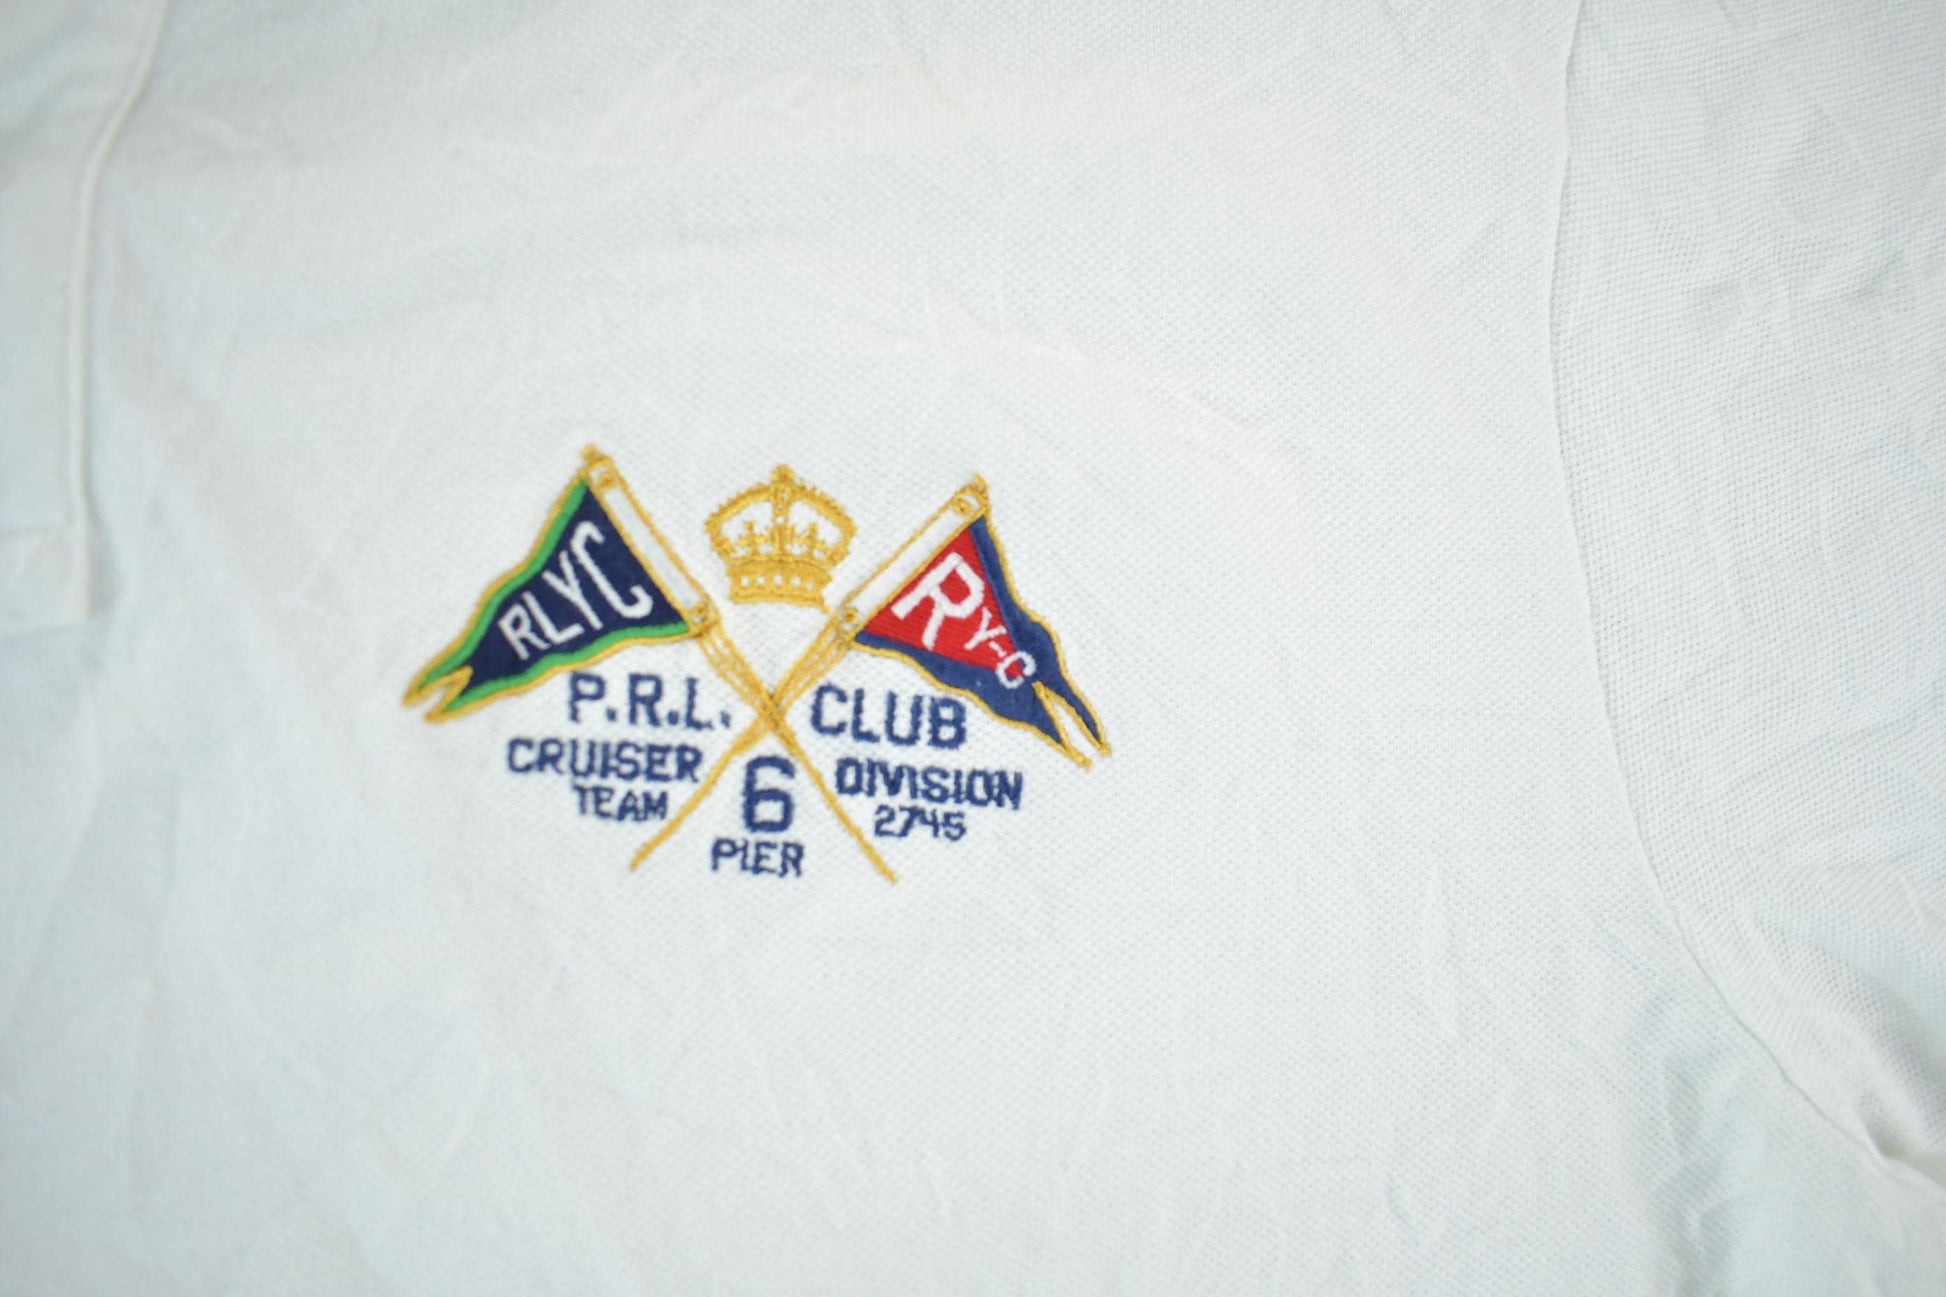 RLYC
RY-C
P.R.L. CLUB
CRUISER 6 DIVISION
TEAM 2745
PIER